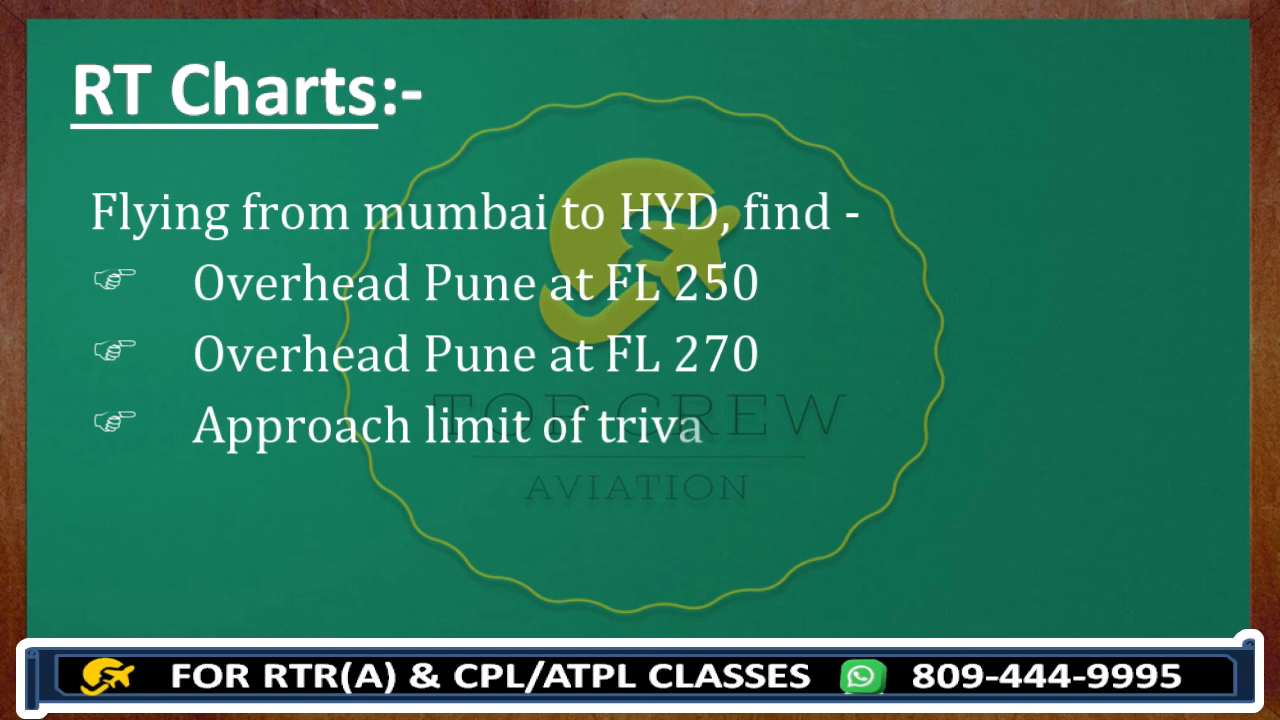 RT Charts:-
Flying from mumbai to HYD, find -
☞ Overhead Pune at FL 250
☞ Overhead Pune at FL 270
☞ Approach limit of triva
TOP CREW
AVIATION
FOR RTR(A) & CPL/ATPL CLASSES 809-444-9995